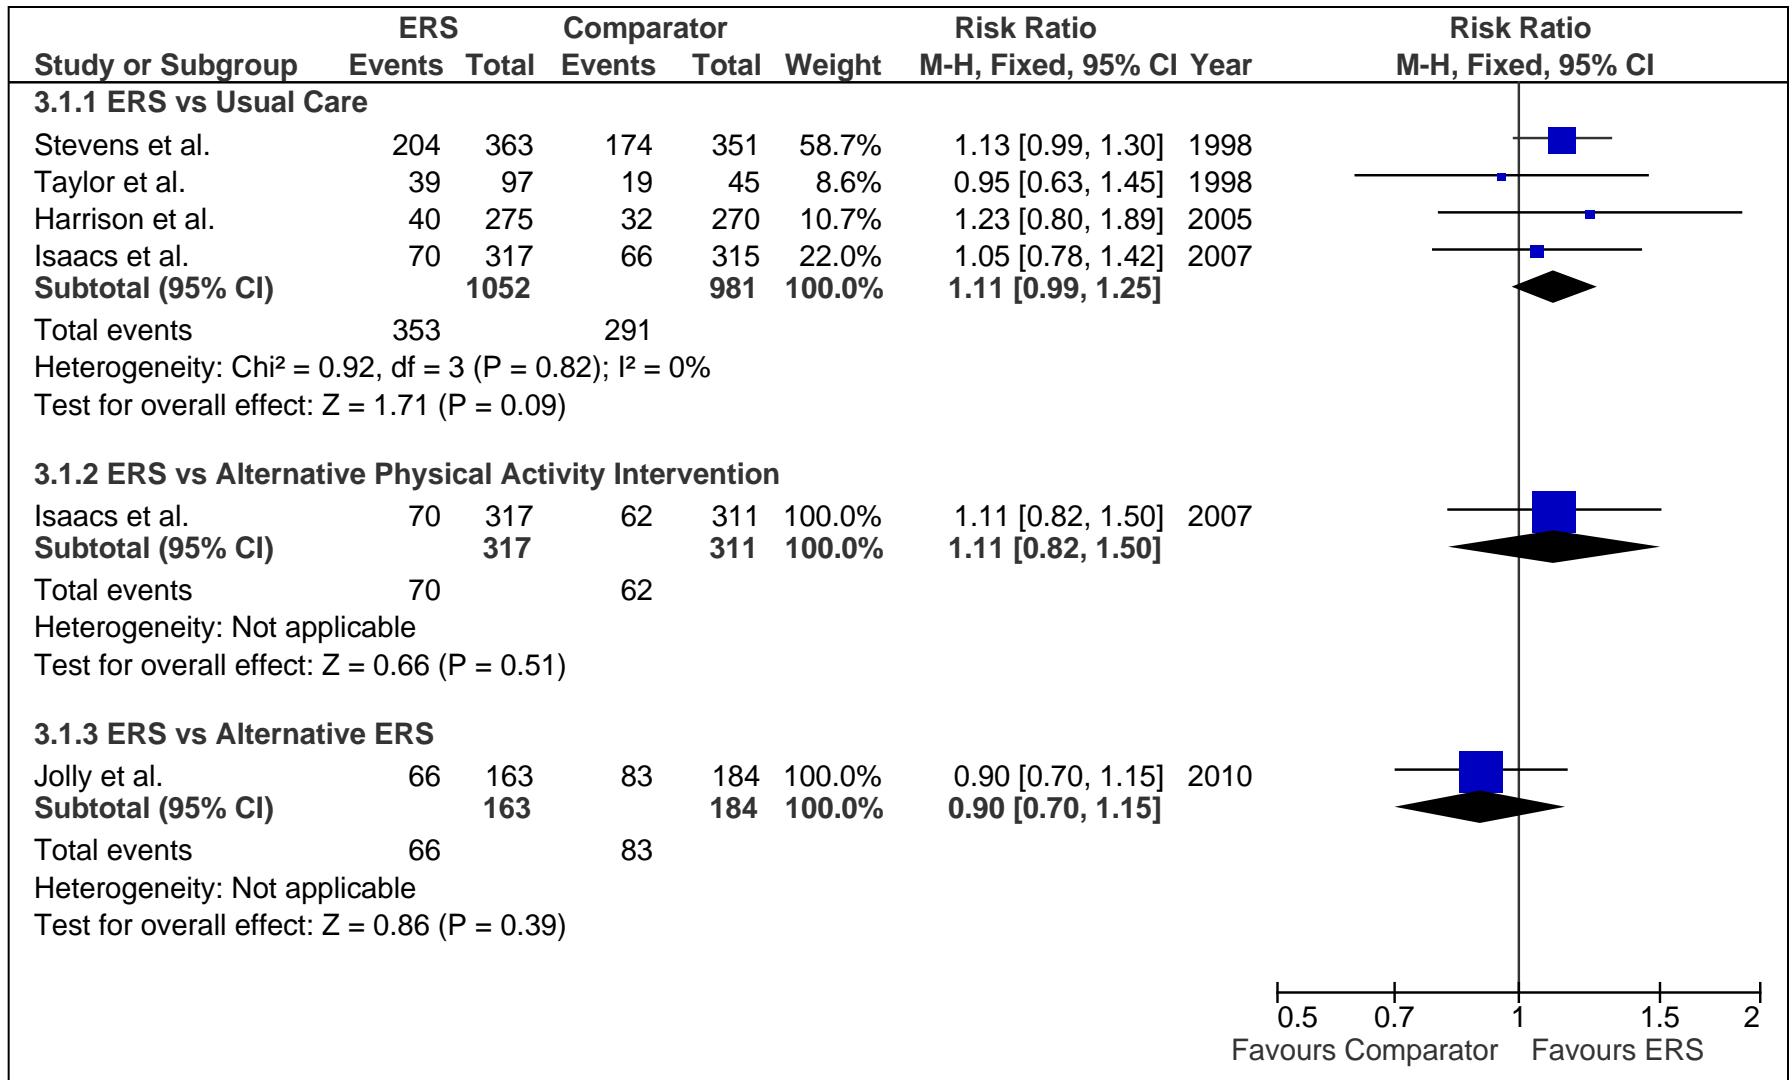 ERS Comparator Risk Ratio Risk Ratio
Study or Subgroup Events Total Events Total Weight M-H, Fixed, 95% CI Year M-H, Fixed, 95% CI
3.1.1 ERS vs Usual Care
Stevens et al. 204 363 174 351 58.7% 1.13 [0.99, 1.30] 1998
Taylor et al. 39 97 19 45 8.6% 0.95 [0.63, 1.45] 1998
Harrison et al. 40 275 32 270 10.7% 1.23 [0.80, 1.89] 2005
Isaacs et al. 70 317 66 315 22.0% 1.05 [0.78, 1.42] 2007
Subtotal (95% CI) 1052 981 100.0% 1.11 [0.99, 1.25]
Total events 353 291
Heterogeneity: Chi² = 0.92, df = 3 (P = 0.82); I² = 0%
Test for overall effect: Z = 1.71 (P = 0.09)
3.1.2 ERS vs Alternative Physical Activity Intervention
Isaacs et al. 70 317 62 311 100.0% 1.11 [0.82, 1.50] 2007
Subtotal (95% CI) 317 311 100.0% 1.11 [0.82, 1.50]
Total events 70 62
Heterogeneity: Not applicable
Test for overall effect: Z = 0.66 (P = 0.51)
3.1.3 ERS vs Alternative ERS
Jolly et al. 66 163 83 184 100.0% 0.90 [0.70, 1.15] 2010
Subtotal (95% CI) 163 184 100.0% 0.90 [0.70, 1.15]
Total events 66 83
Heterogeneity: Not applicable
Test for overall effect: Z = 0.86 (P = 0.39)
0.5 0.7 1 1.5 2
Favours Comparator Favours ERS